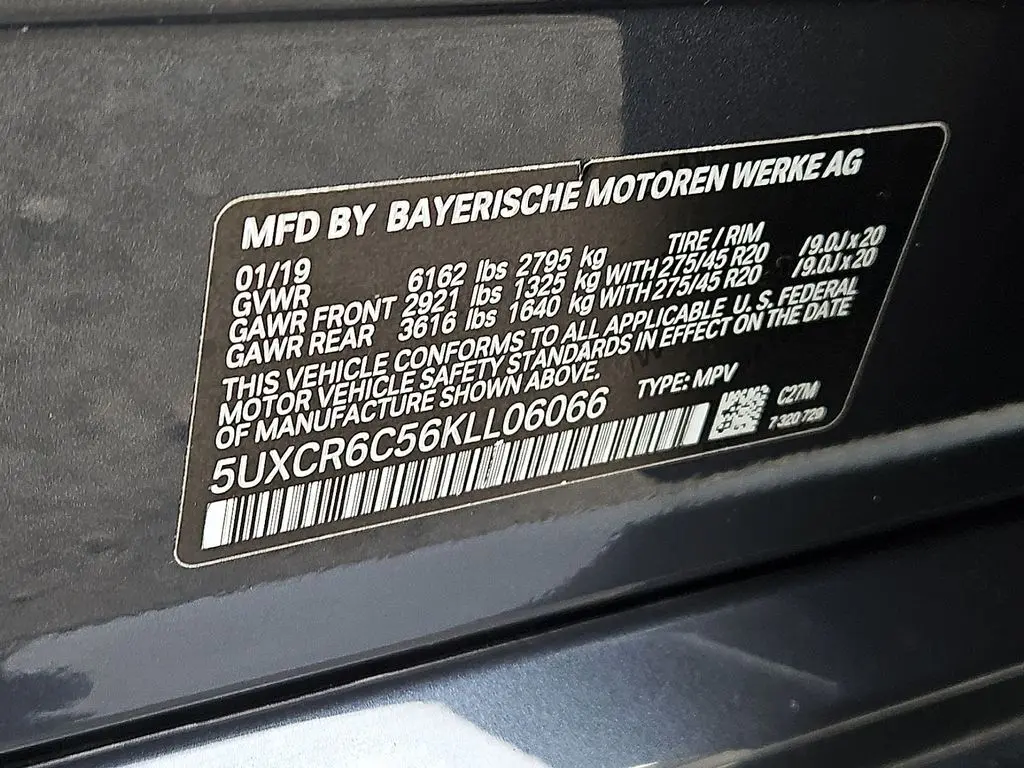 MFD BY BAYERISCHE MOTOREN WERKE AG
01/19 TIRE / RIM
GVWR 6162 lbs 2795 kg
GAWR FRONT 2921 lbs 1325 kg WITH 275/45 R20 /9.0J x 20
GAWR REAR 3616 lbs 1640 kg WITH 275/45 R20 /9.0J x 20
THIS VEHICLE CONFORMS TO ALL APPLICABLE U.S. FEDERAL
MOTOR VEHICLE SAFETY STANDARDS IN EFFECT ON THE DATE
OF MANUFACTURE SHOWN ABOVE.
TYPE: MPV
5UXCR6C56KLL06066
C27M
7 320 729